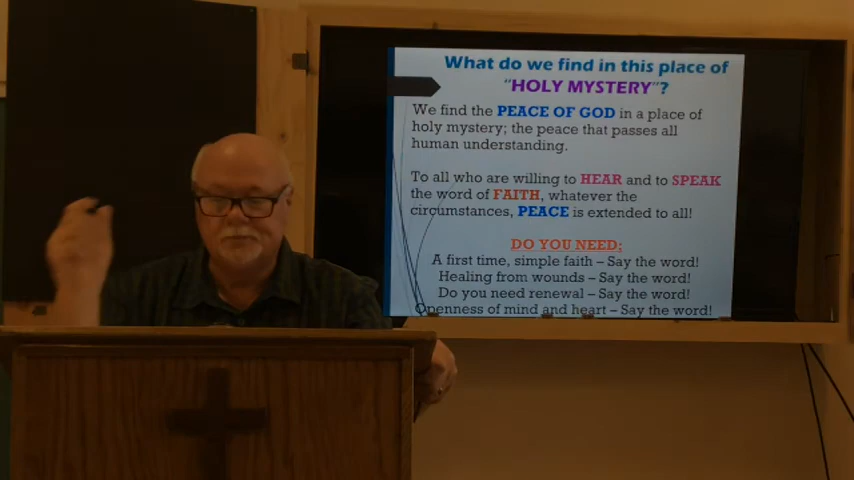 What do we find in this place of
"HOLY MYSTERY"?
We find the PEACE OF GOD in a place of
holy mystery; the peace that passes all
human understanding.
To all who are willing to HEAR and to SPEAK
the word of FAITH, whatever the
circumstances, PEACE is extended to all!
DO YOU NEED:
A first time, simple faith – Say the word!
Healing from wounds – Say the word!
Do you need renewal – Say the word!
Openness of mind and heart – Say the word!